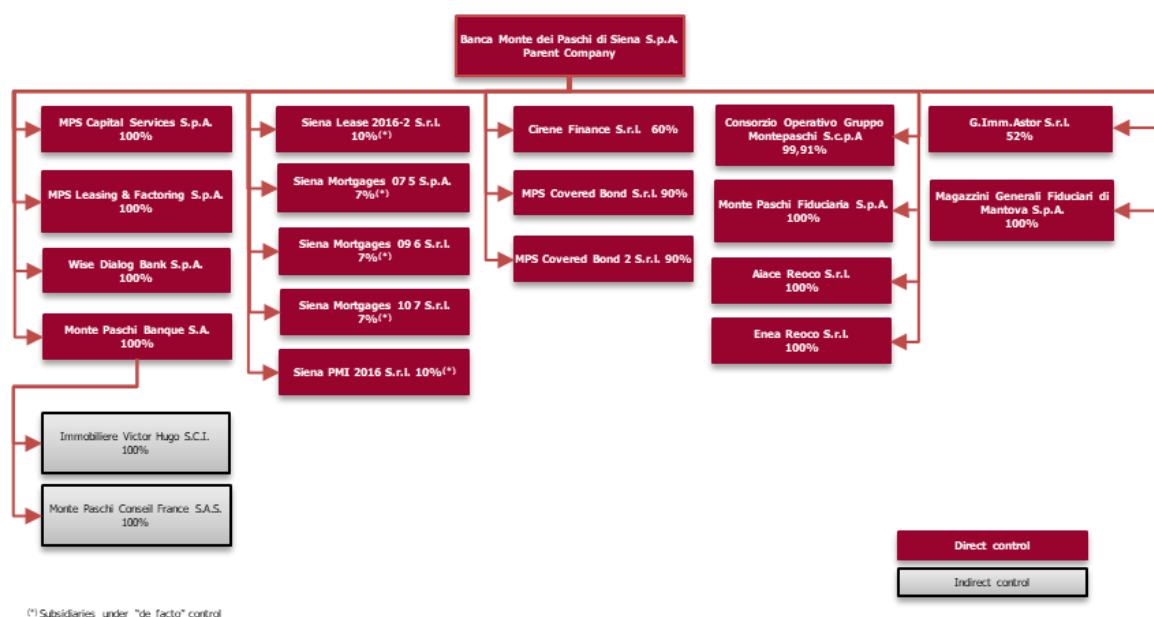 Banca Monte dei Paschi di Siena S.p.A.
Parent Company
MPS Capital Services S.p.A.
100%
MPS Leasing & Factoring S.p.A.
100%
Wise Dialog Bank S.p.A.
100%
Monte Paschi Banque S.A.
100%
Immobiliere Victor Hugo S.C.I.
100%
Monte Paschi Conseil France S.A.S.
100%
Siena Lease 2016-2 S.r.l.
10%(*)
Siena Mortgages 07 5 S.p.A.
7%(*)
Siena Mortgages 09 6 S.r.l.
7%(*)
Siena Mortgages 10 7 S.r.l.
7%(*)
Siena PMI 2016 S.r.l. 10%(*)
Cirene Finance S.r.l. 60%
MPS Covered Bond S.r.l. 90%
MPS Covered Bond 2 S.r.l. 90%
Consorzio Operativo Gruppo
Montepaschi S.c.p.A
99,91%
Monte Paschi Fiduciaria S.p.A.
100%
Aiace Reoco S.r.l.
100%
Enea Reoco S.r.l.
100%
G.Imm.Astor S.r.l.
52%
Magazzini Generali Fiduciari di
Mantova S.p.A.
100%
Direct control
Indirect control
(*) Subsidiaries under "de facto" control